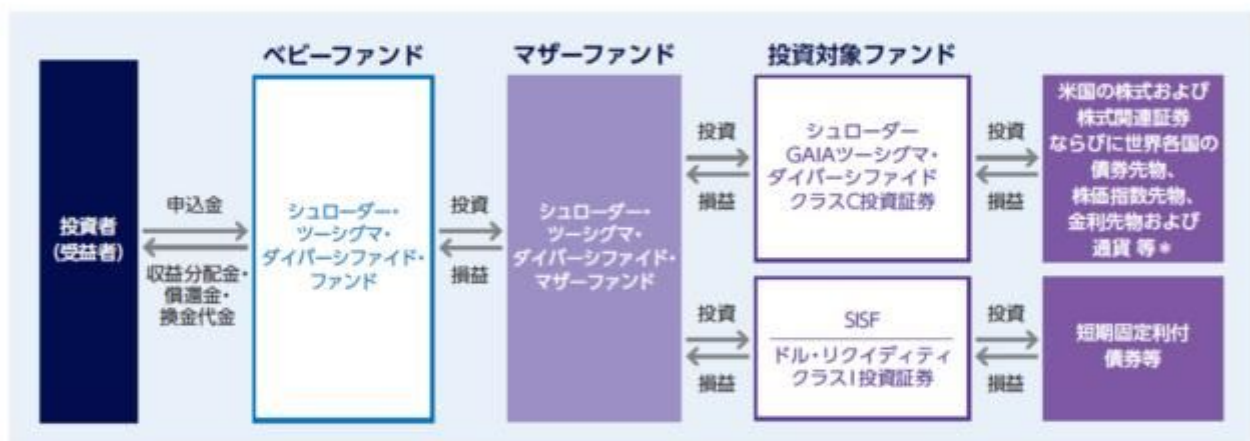 ベビーファンド
マザーファンド
投資対象ファンド
投資者
(受益者)
申込金
収益分配金・
償還金・
換金代金
シュローダー・
ツーシグマ・
ダイバーシファイド・
ファンド
投資
損益
シュローダー・
ツーシグマ・
ダイバーシファイド・
マザーファンド
投資
損益
シュローダー
GAIAツーシグマ・
ダイバーシファイド
クラスC投資証券
投資
損益
米国の株式および
株式関連証券
ならびに世界各国の
債券先物、
株価指数先物、
金利先物および
通貨 等*
投資
損益
SISF
ドル・リクイディティ
クラスI投資証券
投資
損益
短期固定利付
債券等